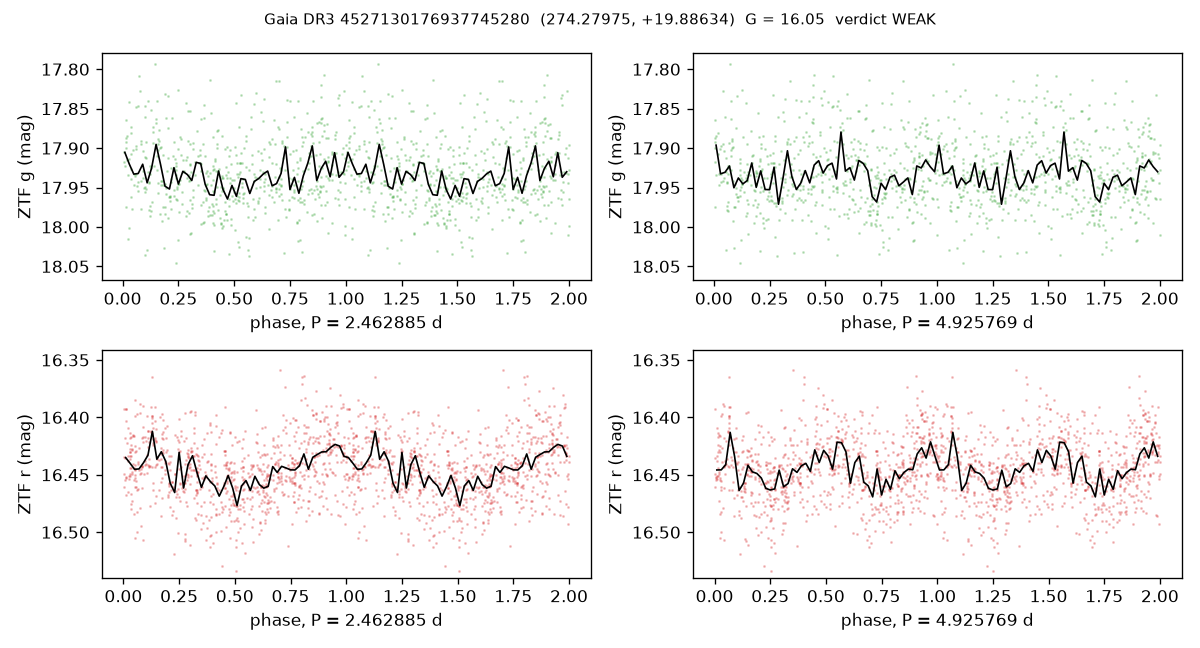 Gaia DR3 4527130176937745280  (274.27975, +19.88634)  G = 16.05  verdict WEAK
ZTF g (mag)
17.80
17.85
17.90
17.95
18.00
18.05
0.00 0.25 0.50 0.75 1.00 1.25 1.50 1.75 2.00
phase, P = 2.462885 d
ZTF g (mag)
17.80
17.85
17.90
17.95
18.00
18.05
0.00 0.25 0.50 0.75 1.00 1.25 1.50 1.75 2.00
phase, P = 4.925769 d
ZTF r (mag)
16.35
16.40
16.45
16.50
0.00 0.25 0.50 0.75 1.00 1.25 1.50 1.75 2.00
phase, P = 2.462885 d
ZTF r (mag)
16.35
16.40
16.45
16.50
0.00 0.25 0.50 0.75 1.00 1.25 1.50 1.75 2.00
phase, P = 4.925769 d